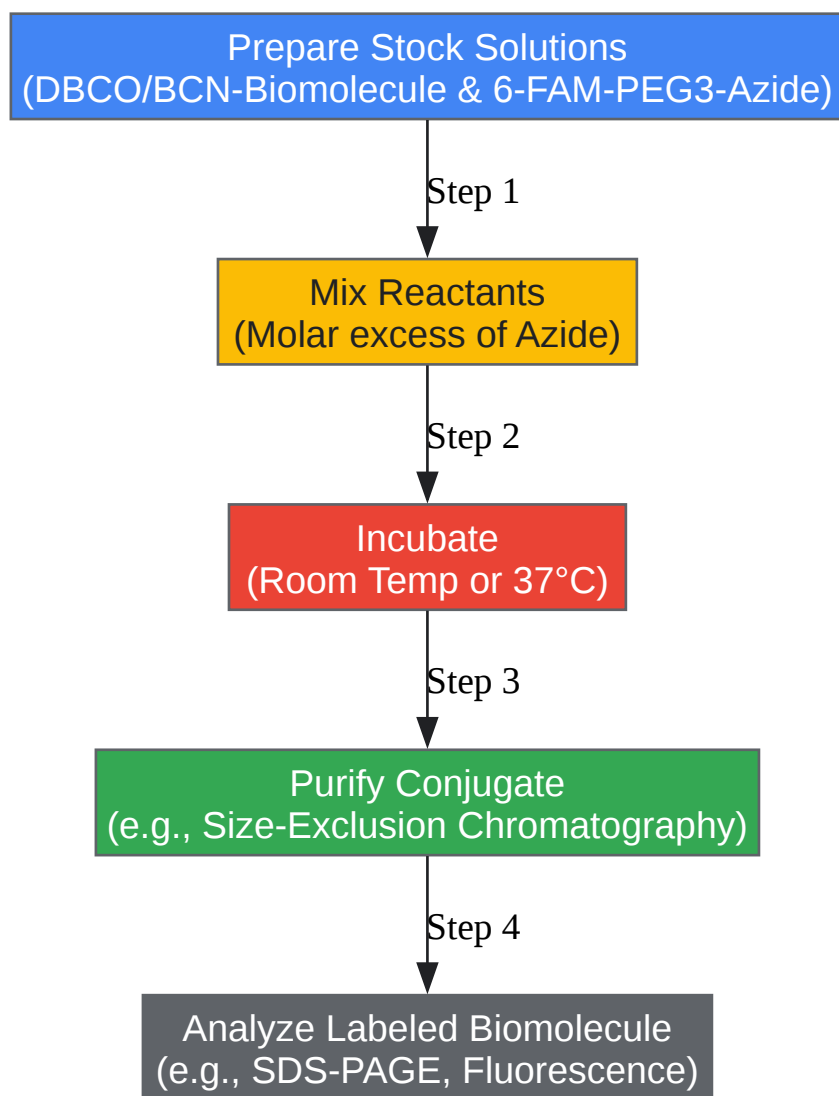 Prepare Stock Solutions
(DBCO/BCN-Biomolecule & 6-FAM-PEG3-Azide)
Step 1
Mix Reactants
(Molar excess of Azide)
Step 2
Incubate
(Room Temp or 37°C)
Step 3
Purify Conjugate
(e.g., Size-Exclusion Chromatography)
Step 4
Analyze Labeled Biomolecule
(e.g., SDS-PAGE, Fluorescence)